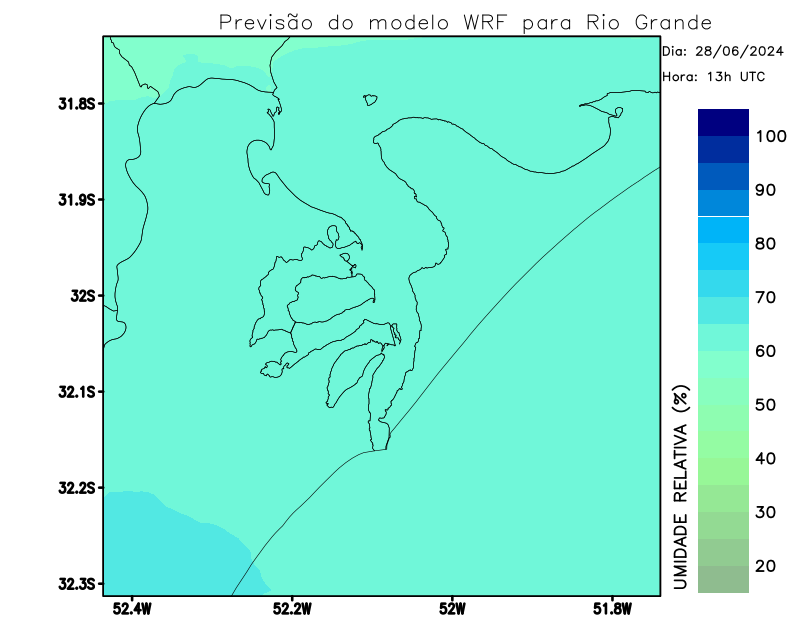 Previsão do modelo WRF para Rio Grande
Dia: 28/06/2024
Hora: 13h UTC
31.8S
31.9S
32S
32.1S
32.2S
32.3S
52.4W
52.2W
52W
51.8W
100
90
80
70
60
50
40
30
20
UMIDADE RELATIVA (%)